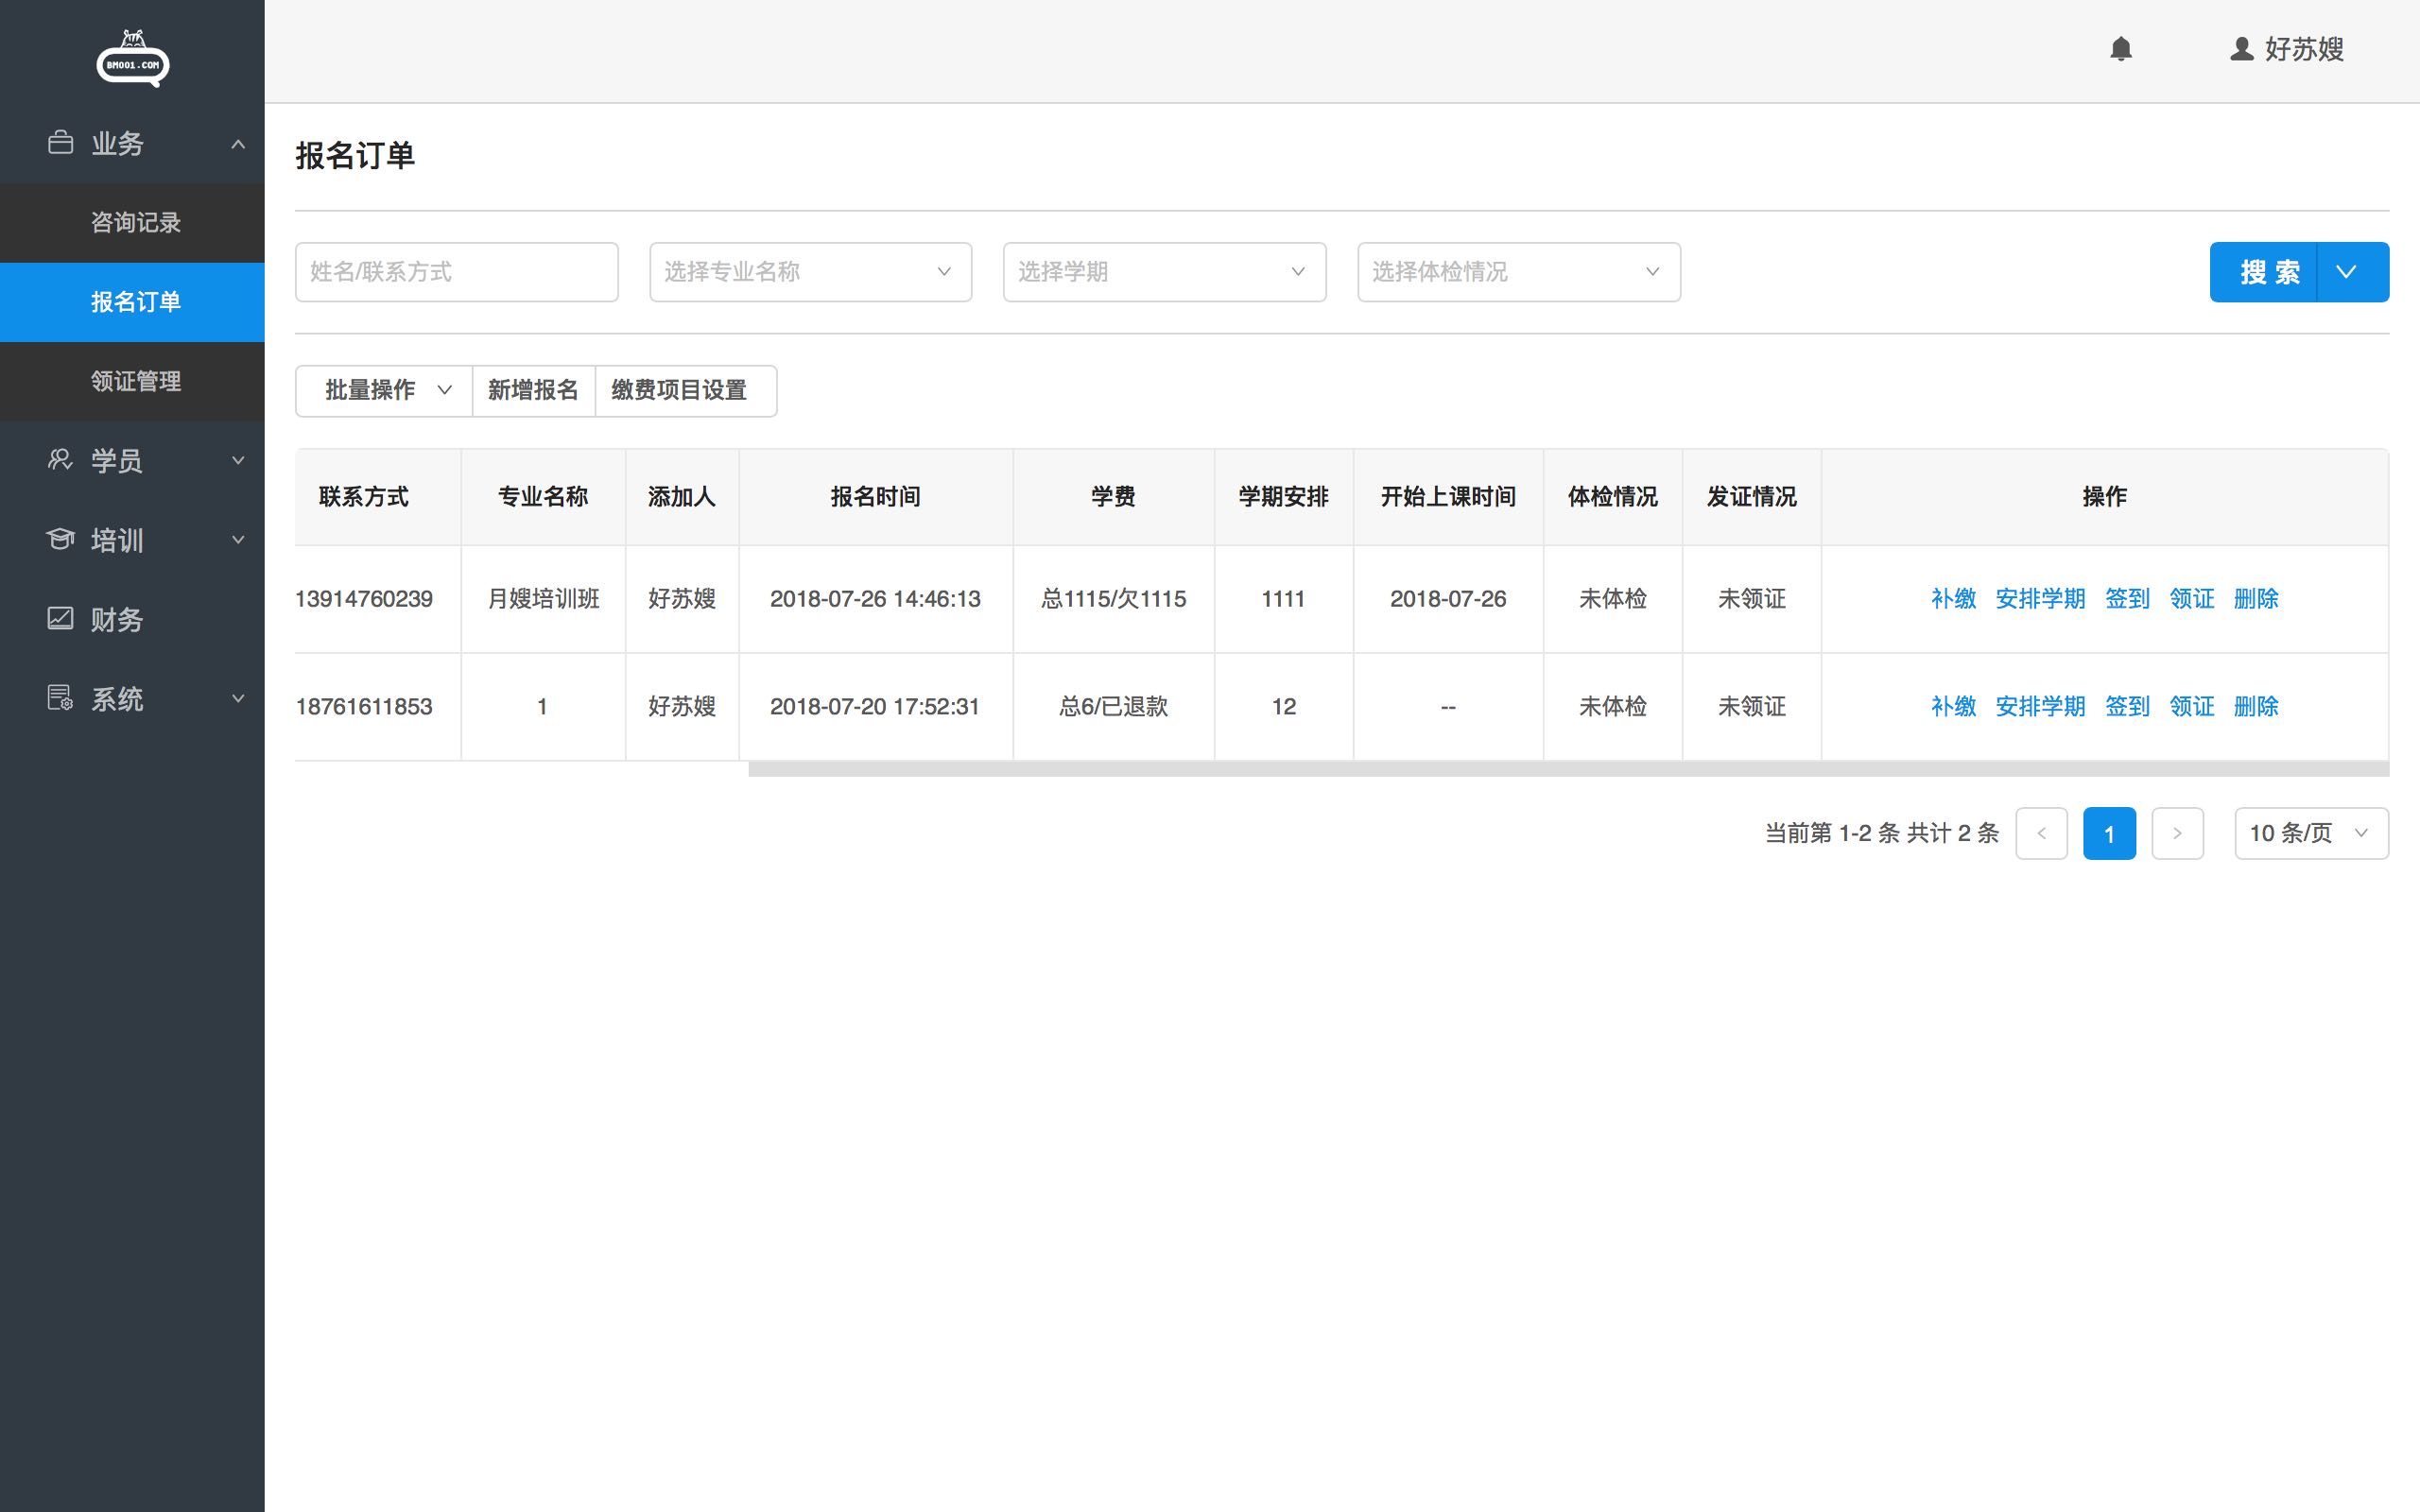 BM001.COM
好苏嫂
业务
咨询记录
报名订单
领证管理
学员
培训
财务
系统
报名订单
姓名/联系方式 选择专业名称 选择学期 选择体检情况 搜 索
批量操作 新增报名 缴费项目设置
联系方式 专业名称 添加人 报名时间 学费 学期安排 开始上课时间 体检情况 发证情况 操作
13914760239 月嫂培训班 好苏嫂 2018-07-26 14:46:13 总1115/欠1115 1111 2018-07-26 未体检 未领证 补缴 安排学期 签到 领证 删除
18761611853 1 好苏嫂 2018-07-20 17:52:31 总6/已退款 12 -- 未体检 未领证 补缴 安排学期 签到 领证 删除
当前第 1-2 条 共计 2 条 < 1 > 10 条/页